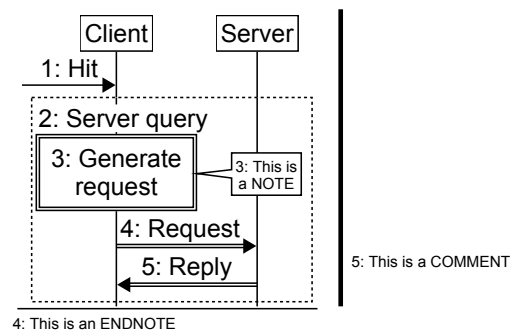 Client
Server
1: Hit
2: Server query
3: Generate
request
3: This is
a NOTE
4: Request
5: Reply
5: This is a COMMENT
4: This is an ENDNOTE